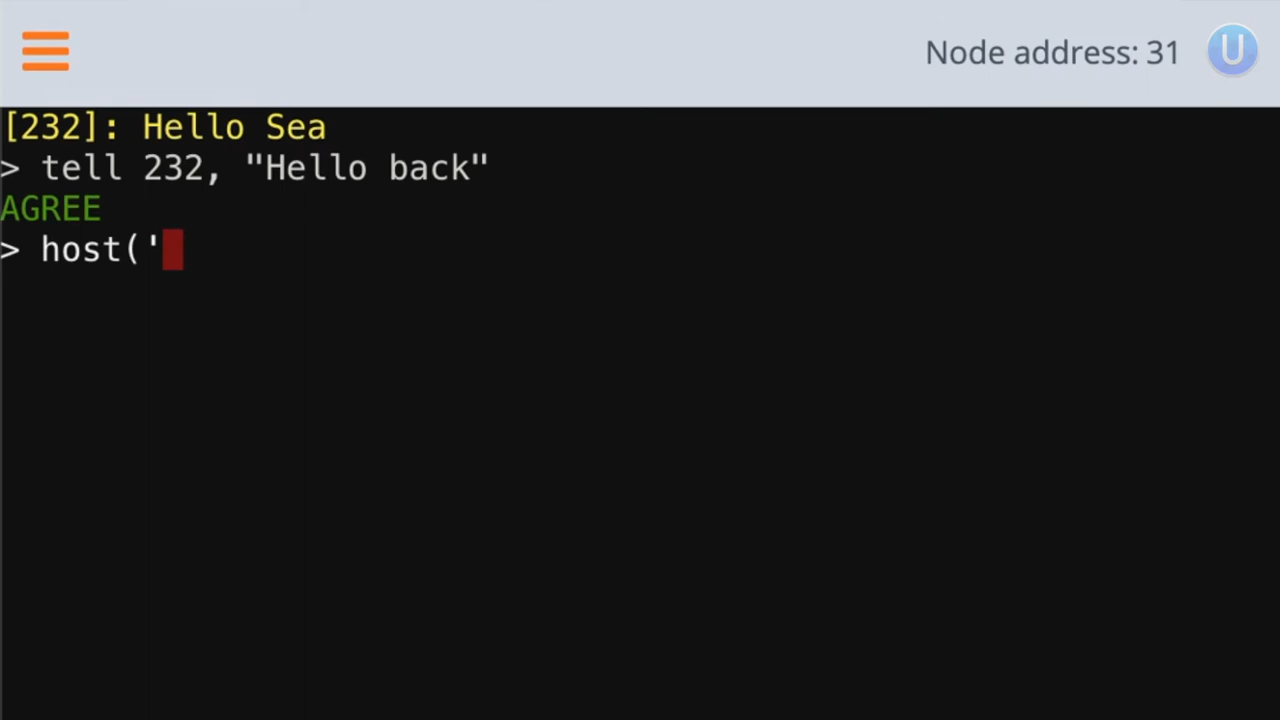 Node address: 31
U
[232]: Hello Sea
> tell 232, "Hello back"
AGREE
> host('